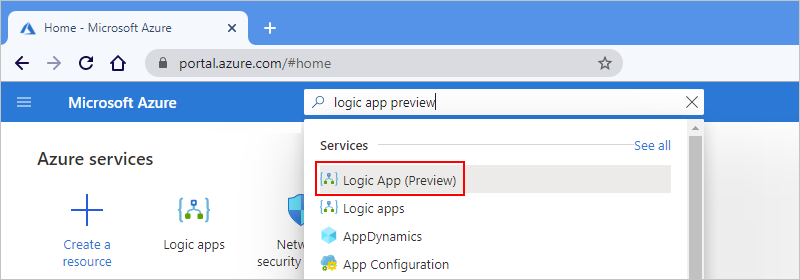 Home - Microsoft Azure
portal.azure.com/#home
Microsoft Azure
logic app preview
Services
See all
Logic App (Preview)
Logic apps
AppDynamics
App Configuration
Azure services
Create a
resource
Logic apps
Netw
security